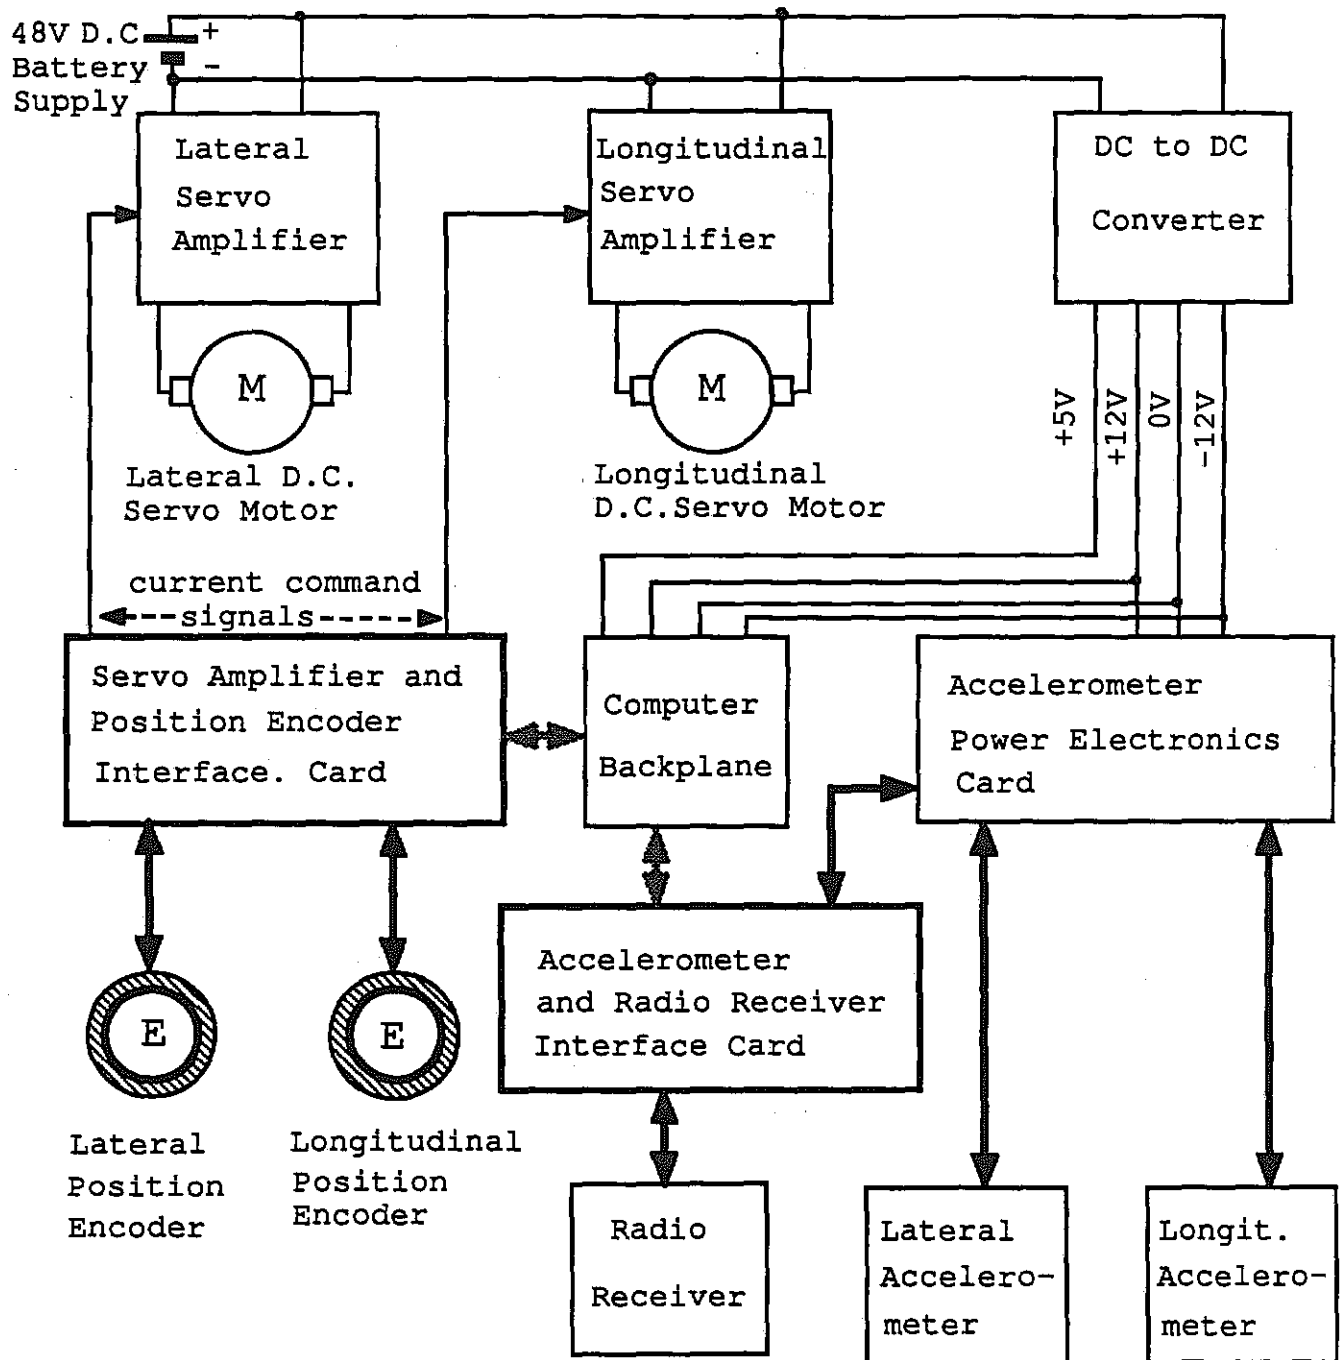 48V D.C
+
Battery
-
Supply
Lateral
Servo
Amplifier
Longitudinal
Servo
Amplifier
DC to DC
Converter
M
M
+5V
+12V
0V
-12V
Lateral D.C.
Servo Motor
Longitudinal
D.C.Servo Motor
current command
signals
Servo Amplifier and
Position Encoder
Interface. Card
Computer
Backplane
Accelerometer
Power Electronics
Card
Accelerometer
and Radio Receiver
Interface Card
E
E
Lateral
Position
Encoder
Longitudinal
Position
Encoder
Radio
Receiver
Lateral
Accelero-
meter
Longit.
Accelero-
meter